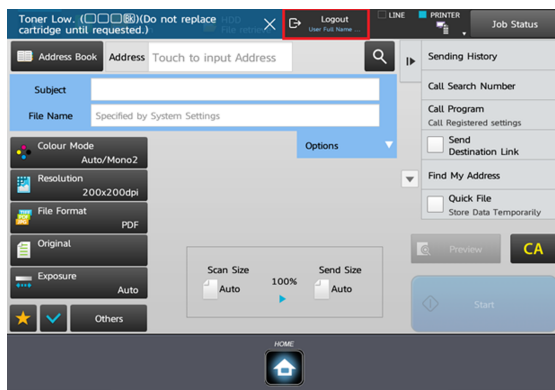 Toner Low. (□□□■)(Do not replace
cartridge until requested.)
HDD
Logout
User Full Name ...
LINE
PRINTER
Job Status
Address Book
Address
Touch to input Address
Subject
File Name
Specified by System Settings
Options
Colour Mode
Auto/Mono2
Resolution
200x200dpi
File Format
PDF
Original
Exposure
Auto
Others
Scan Size
Auto
100%
Send Size
Auto
Sending History
Call Search Number
Call Program
Call Registered settings
Send
Destination Link
Find My Address
Quick File
Store Data Temporarily
Preview
CA
Start
HOME